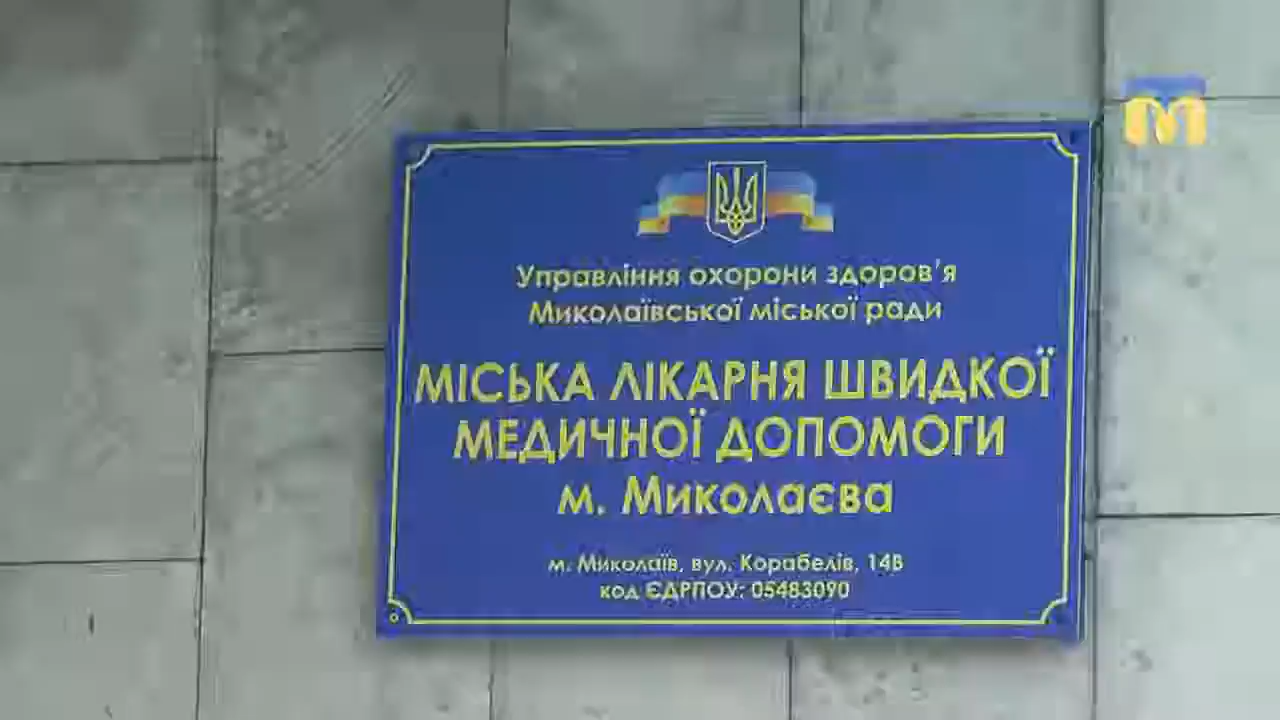 Управління охорони здоров'я
Миколаївської міської ради
МІСЬКА ЛІКАРНЯ ШВИДКОЇ
МЕДИЧНОЇ ДОПОМОГИ
м. Миколаєва
м. Миколаїв, вул. Корабелів, 14В
код ЄДРПОУ: 05483090